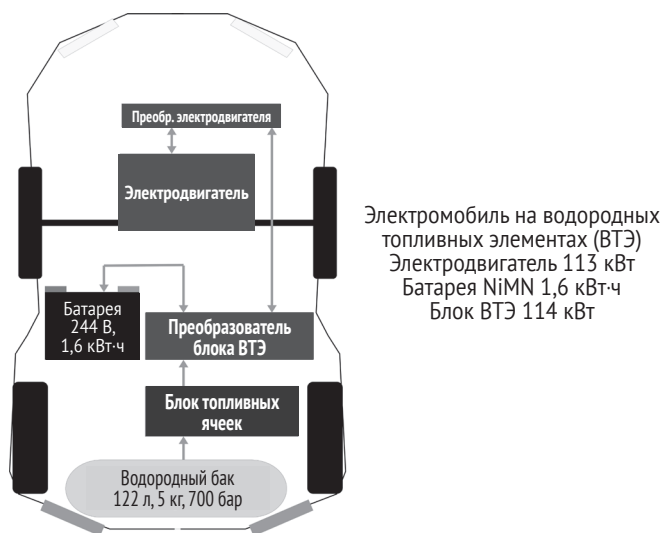 Преобр. электродвигателя
Электродвигатель
Батарея
244 В,
1,6 кВт·ч
Преобразователь
блока ВТЭ
Блок топливных
ячеек
Водородный бак
122 л, 5 кг, 700 бар
Электромобиль на водородных
топливных элементах (ВТЭ)
Электродвигатель 113 кВт
Батарея NiMN 1,6 кВт·ч
Блок ВТЭ 114 кВт